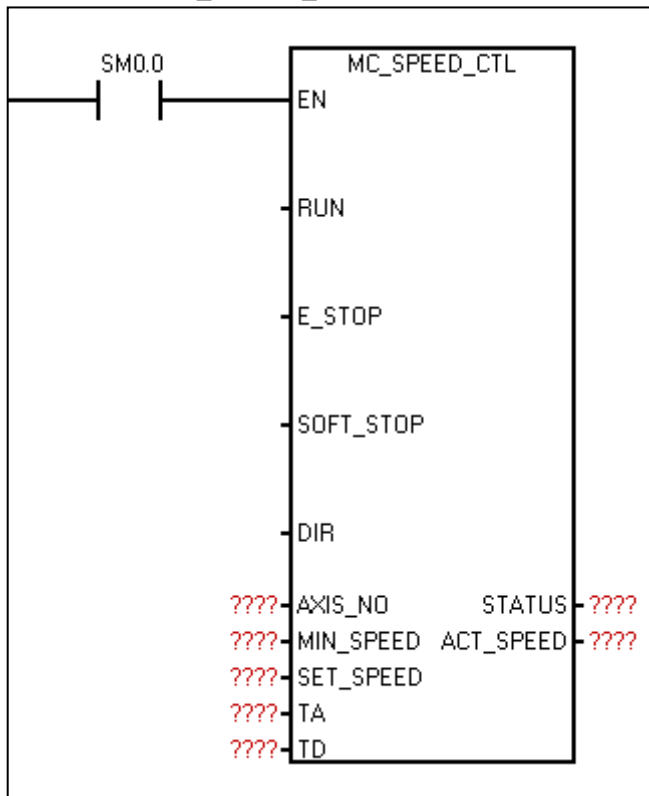 SM0.0
MC_SPEED_CTL
EN
RUN
E_STOP
SOFT_STOP
DIR
???? AXIS_NO STATUS ????
???? MIN_SPEED ACT_SPEED ????
???? SET_SPEED
???? TA
???? TD